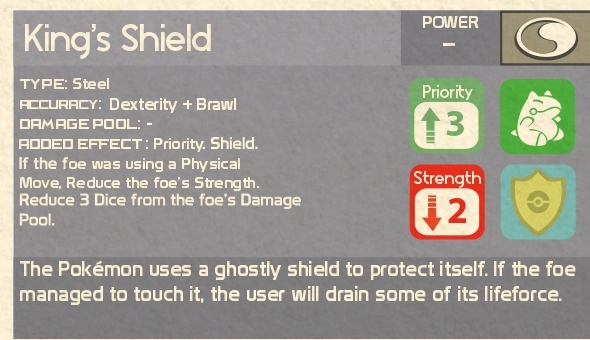 King's Shield
POWER
–
TYPE: Steel
ACCURACY: Dexterity + Brawl
DAMAGE POOL: -
ADDED EFFECT: Priority. Shield.
If the foe was using a Physical
Move, Reduce the foe's Strength.
Reduce 3 Dice from the foe's Damage
Pool.
Priority
3
Strength
2
The Pokémon uses a ghostly shield to protect itself. If the foe
managed to touch it, the user will drain some of its lifeforce.